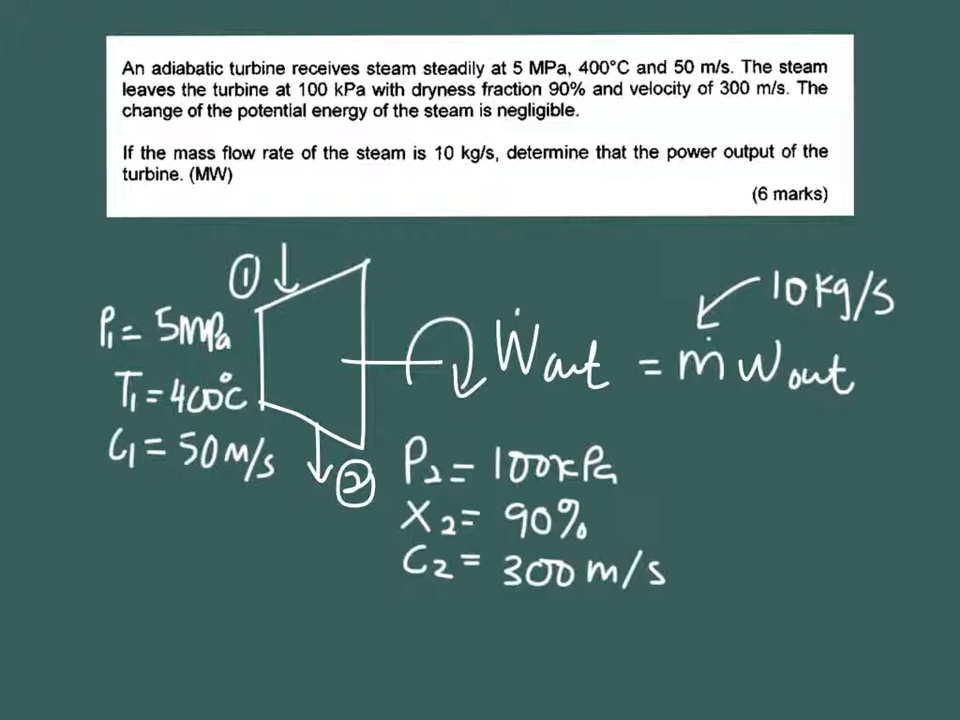 An adiabatic turbine receives steam steadily at 5 MPa, 400°C and 50 m/s. The steam
leaves the turbine at 100 kPa with dryness fraction 90% and velocity of 300 m/s. The
change of the potential energy of the steam is negligible.
If the mass flow rate of the steam is 10 kg/s, determine that the power output of the
turbine. (MW)
(6 marks)
①
10 kg/s
P₁ = 5MPa
Ẇout = ṁ Wout
T₁ = 400°C
C₁ = 50 m/s
②
P₂ = 100kPa
X₂ = 90%
C₂ = 300 m/s